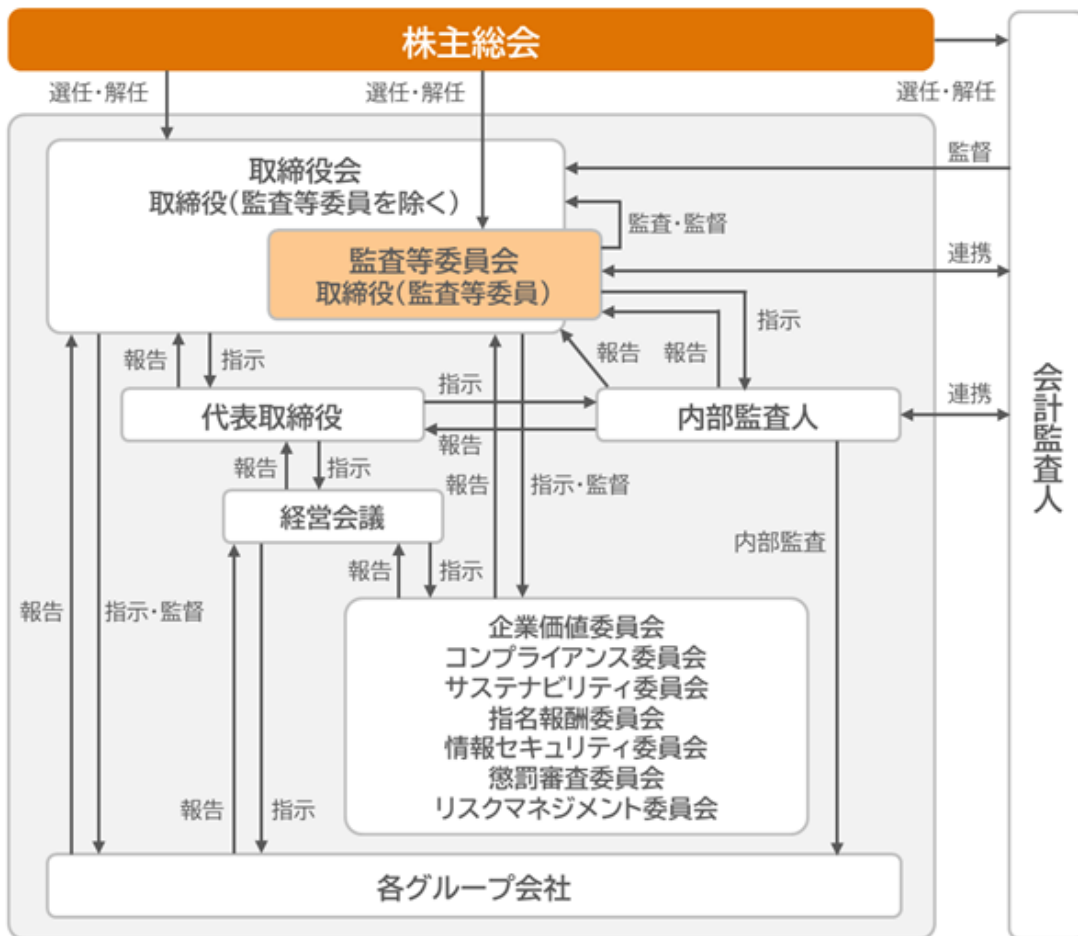 株主総会
選任・解任
選任・解任
選任・解任
取締役会
取締役(監査等委員を除く)
監督
監査・監督
監査等委員会
取締役(監査等委員)
連携
指示
報告
指示
報告
報告
指示
代表取締役
内部監査人
連携
会計監査人
報告
報告
指示
報告
指示・監督
経営会議
内部監査
報告
指示
報告
指示・監督
企業価値委員会
コンプライアンス委員会
サステナビリティ委員会
指名報酬委員会
情報セキュリティ委員会
懲罰審査委員会
リスクマネジメント委員会
報告
指示
各グループ会社